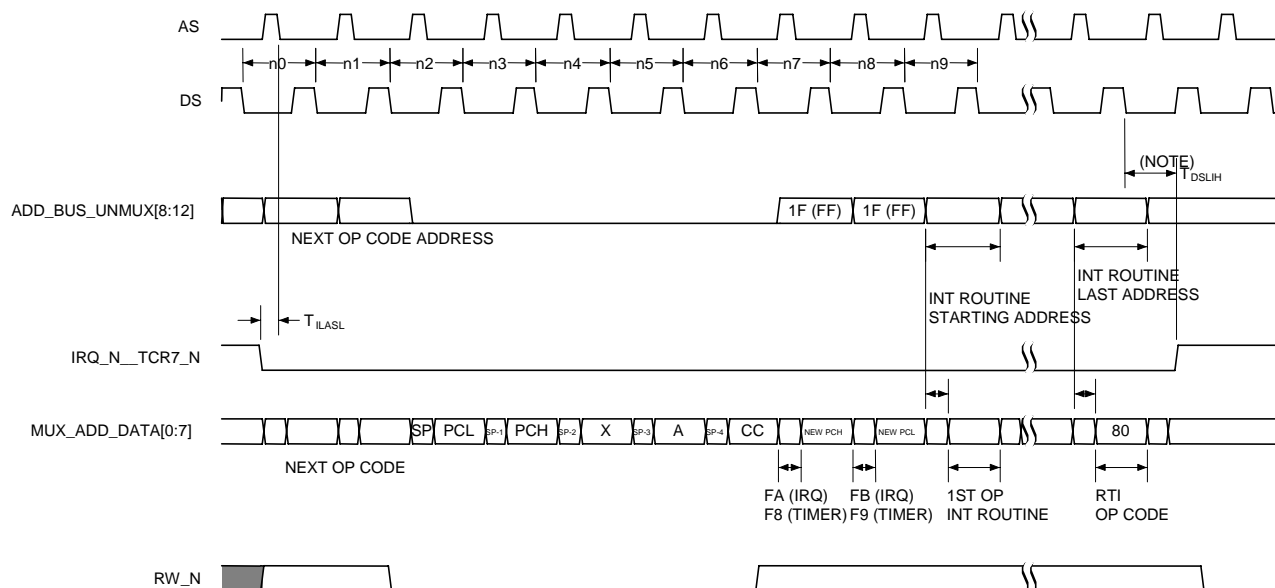 AS
n0 n1 n2 n3 n4 n5 n6 n7 n8 n9
DS
(NOTE)
TDSLIH
ADD_BUS_UNMUX[8:12]
1F (FF) 1F (FF)
NEXT OP CODE ADDRESS
INT ROUTINE
STARTING ADDRESS
INT ROUTINE
LAST ADDRESS
TILASL
IRQ_N__TCR7_N
MUX_ADD_DATA[0:7]
SP PCL SP-1 PCH SP-2 X SP-3 A SP-4 CC NEW PCH NEW PCL 80
NEXT OP CODE
FA (IRQ)
F8 (TIMER)
FB (IRQ)
F9 (TIMER)
1ST OP
INT ROUTINE
RTI
OP CODE
RW_N